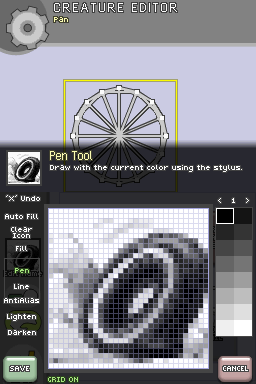 CREATURE EDITOR
Pan
Pen Tool
Draw with the current color using the stylus.
"X" Undo
< 1 >
Auto Fill
Clear
Icon
Fill
Pen
Line
AntiAlias
Lighten
Darken
SAVE
CANCEL
GRID ON